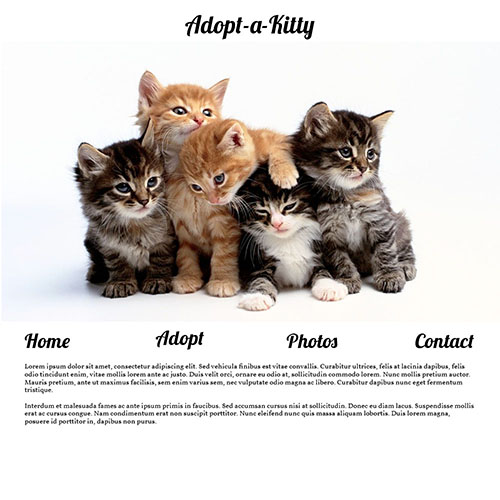 Adopt-a-Kitty
Home Adopt Photos Contact
Lorem ipsum dolor sit amet, consectetur adipiscing elit. Sed vehicula finibus est vitae convallis. Curabitur ultrices, felis at lacinia dapibus, felis
odio tincidunt enim, vitae mollis lorem ante ac justo. Duis velit orci, ornare eu odio at, sollicitudin commodo lorem. Nunc mollis pretium auctor.
Mauris pretium, ante ut maximus facilisis, sem enim varius sem, nec vulputate odio magna ac libero. Curabitur dapibus nunc eget fermentum
tristique.
Interdum et malesuada fames ac ante ipsum primis in faucibus. Sed accumsan cursus nisi at sollicitudin. Donec eu diam lacus. Suspendisse mollis
erat ac cursus congue. Nam condimentum erat non suscipit porttitor. Nunc eleifend nunc quis massa aliquam lobortis. Duis lorem magna,
posuere id porttitor in, dapibus non purus.